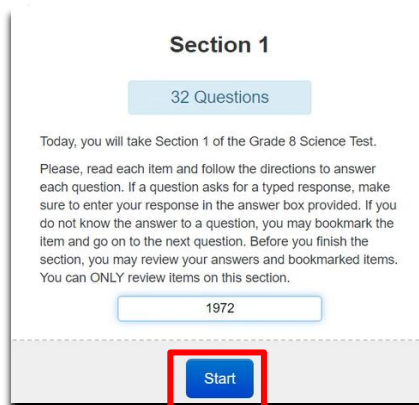 Section 1
32 Questions
Today, you will take Section 1 of the Grade 8 Science Test.
Please, read each item and follow the directions to answer
each question. If a question asks for a typed response, make
sure to enter your response in the answer box provided. If you
do not know the answer to a question, you may bookmark the
item and go on to the next question. Before you finish the
section, you may review your answers and bookmarked items.
You can ONLY review items on this section.
1972
Start